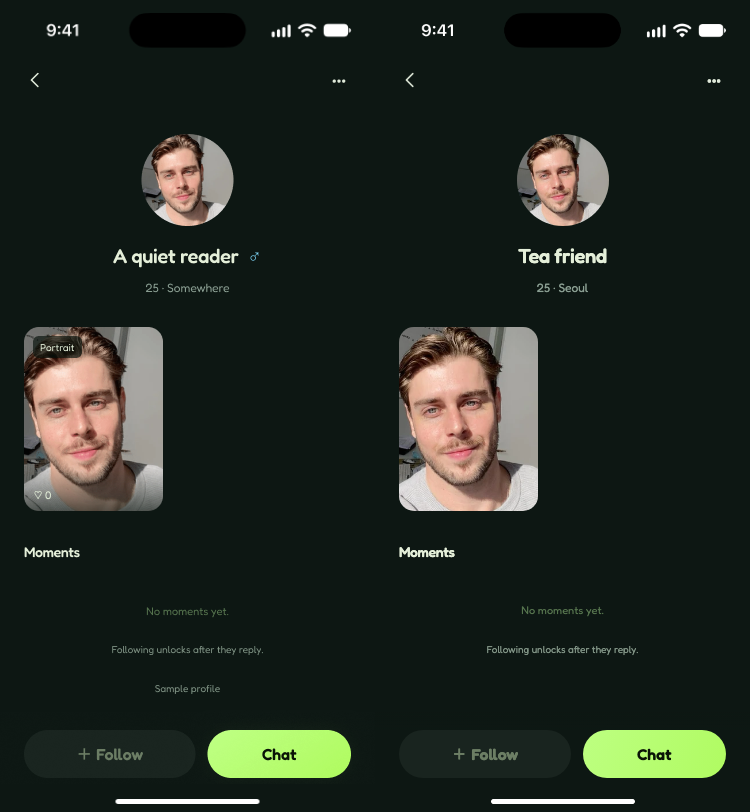 9:41
A quiet reader ♂
25 · Somewhere
Portrait
♡ 0
Moments
No moments yet.
Following unlocks after they reply.
Sample profile
+ Follow
Chat
9:41
Tea friend
25 · Seoul
Moments
No moments yet.
Following unlocks after they reply.
+ Follow
Chat